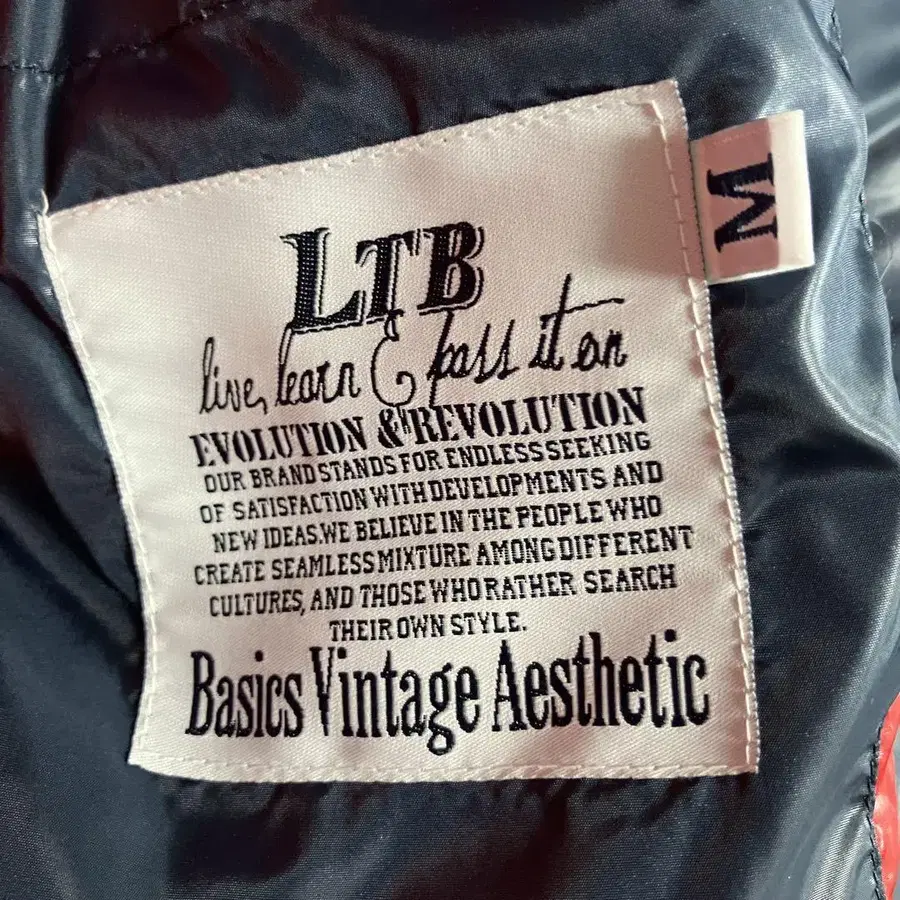 LTB
live, learn & pass it on
EVOLUTION & REVOLUTION
OUR BRAND STANDS FOR ENDLESS SEEKING
OF SATISFACTION WITH DEVELOPMENTS AND
NEW IDEAS.WE BELIEVE IN THE PEOPLE WHO
CREATE SEAMLESS MIXTURE AMONG DIFFERENT
CULTURES, AND THOSE WHO RATHER SEARCH
THEIR OWN STYLE.
Basics Vintage Aesthetic
M